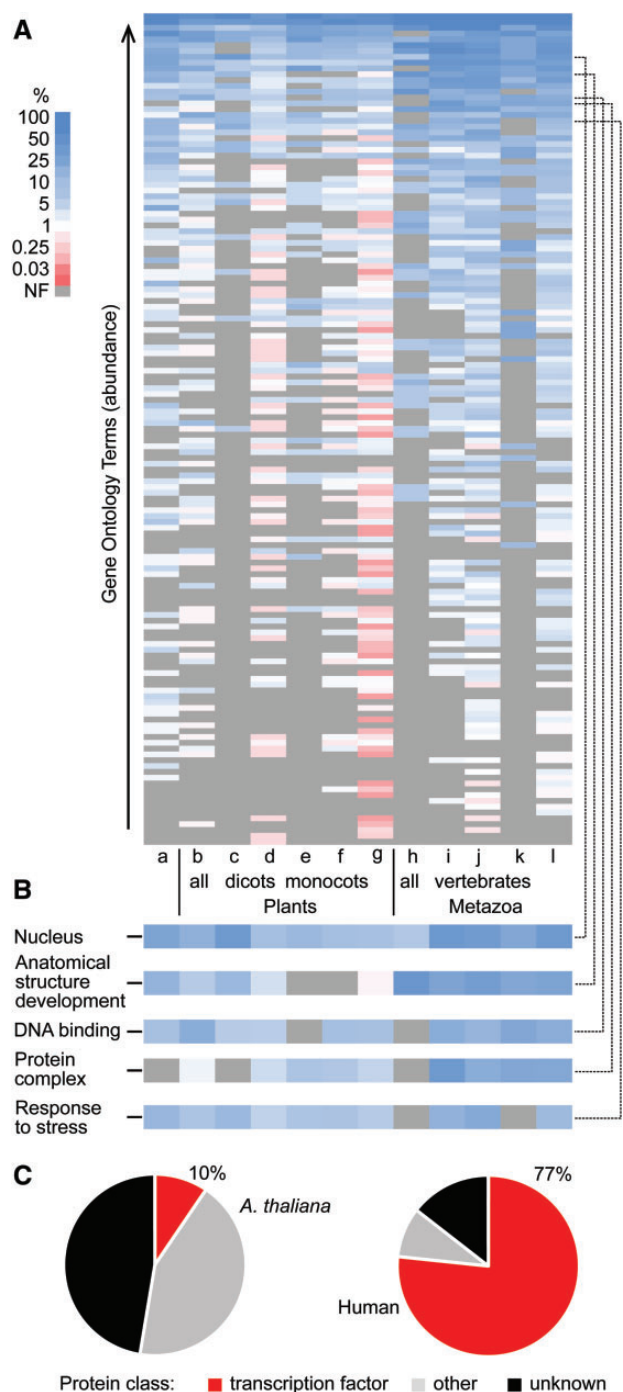 A
%
100
50
25
10
5
1
0.25
0.03
NF
Gene Ontology Terms (abundance)
a b c d e f g h i j k l
all dicots monocots all vertebrates
Plants Metazoa
B
Nucleus
Anatomical
structure
development
DNA binding
Protein
complex
Response
to stress
C
10%
77%
A. thaliana
Human
Protein class: transcription factor other unknown